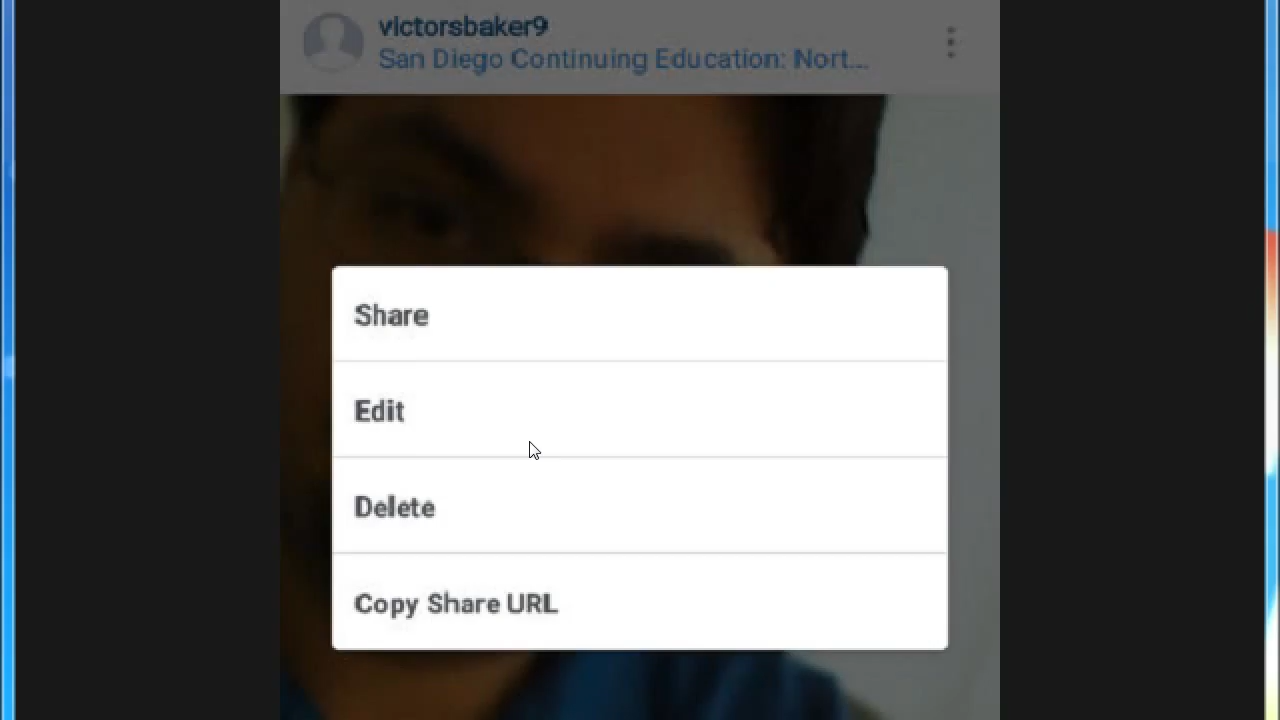 victorsbaker9
San Diego Continuing Education: Nort...
Share
Edit
Delete
Copy Share URL